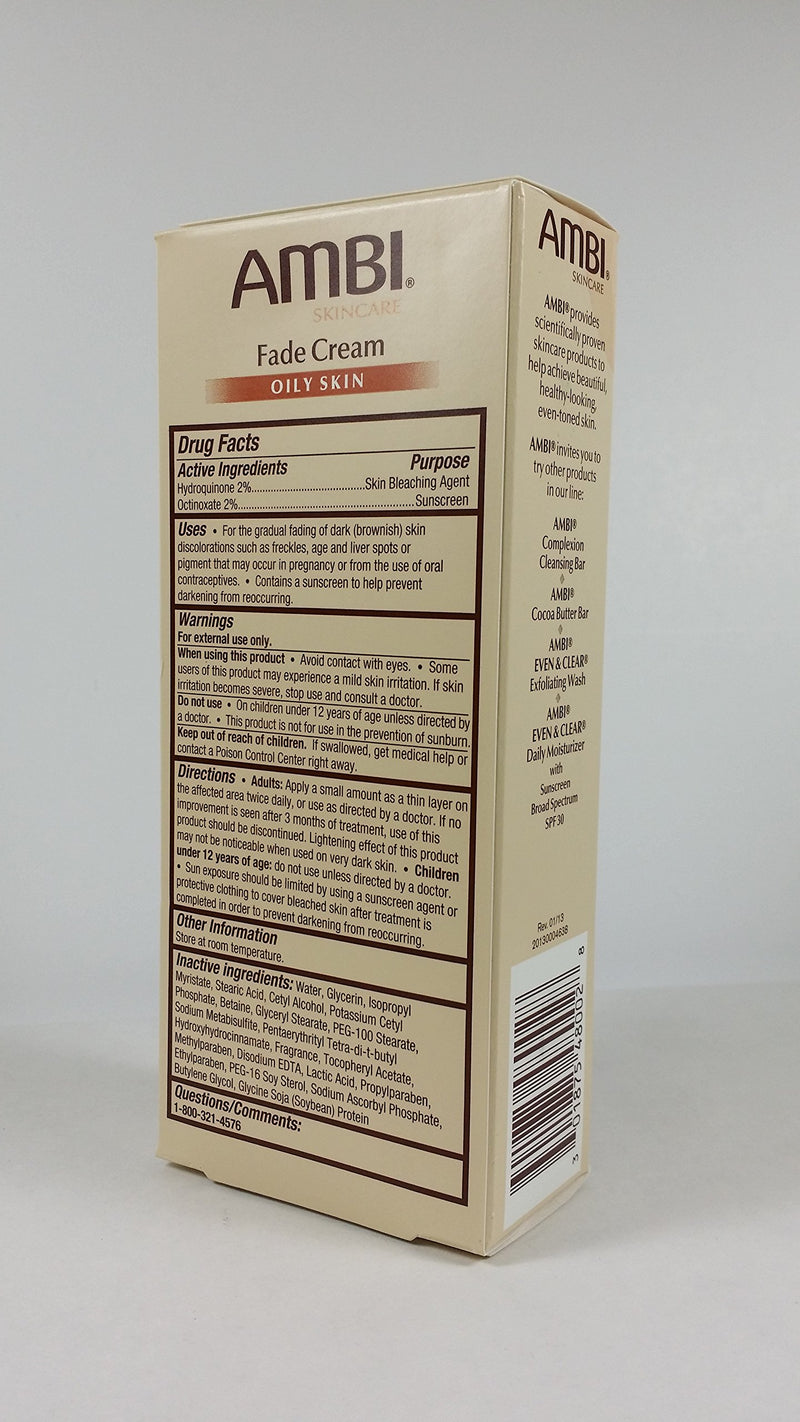 AMBI®
SKINCARE
Fade Cream
OILY SKIN
Drug Facts
Active Ingredients Purpose
Hydroquinone 2%..............................Skin Bleaching Agent
Octinoxate 2%...............................................Sunscreen
Uses • For the gradual fading of dark (brownish) skin
discolorations such as freckles, age and liver spots or
pigment that may occur in pregnancy or from the use of oral
contraceptives. • Contains a sunscreen to help prevent
darkening from reoccurring.
Warnings
For external use only.
When using this product • Avoid contact with eyes. • Some
users of this product may experience a mild skin irritation. If skin
irritation becomes severe, stop use and consult a doctor.
Do not use • On children under 12 years of age unless directed by
a doctor. • This product is not for use in the prevention of sunburn.
Keep out of reach of children. If swallowed, get medical help or
contact a Poison Control Center right away.
Directions • Adults: Apply a small amount as a thin layer on
the affected area twice daily, or use as directed by a doctor. If no
improvement is seen after 3 months of treatment, use of this
product should be discontinued. Lightening effect of this product
may not be noticeable when used on very dark skin. • Children
under 12 years of age: do not use unless directed by a doctor.
• Sun exposure should be limited by using a sunscreen agent or
protective clothing to cover bleached skin after treatment is
completed in order to prevent darkening from reoccurring.
Other Information
Store at room temperature.
Inactive ingredients: Water, Glycerin, Isopropyl
Myristate, Stearic Acid, Cetyl Alcohol, Potassium Cetyl
Phosphate, Betaine, Glyceryl Stearate, PEG-100 Stearate,
Sodium Metabisulfite, Pentaerythrityl Tetra-di-t-butyl
Hydroxyhydrocinnamate, Fragrance, Tocopheryl Acetate,
Methylparaben, Disodium EDTA, Lactic Acid, Propylparaben,
Ethylparaben, PEG-16 Soy Sterol, Sodium Ascorbyl Phosphate,
Butylene Glycol, Glycine Soja (Soybean) Protein
Questions/Comments:
1-800-321-4576
AMBI®
SKINCARE
AMBI® provides
scientifically proven
skincare products to
help achieve beautiful,
healthy-looking,
even-toned skin.
AMBI® invites you to
try other products
in our line:
AMBI®
Complexion
Cleansing Bar
AMBI®
Cocoa Butter Bar
AMBI®
EVEN & CLEAR®
Exfoliating Wash
AMBI®
EVEN & CLEAR®
Daily Moisturizer
with
Sunscreen
Broad Spectrum
SPF 30
Rev. 01/13
20130004638
3 01875 48002 8